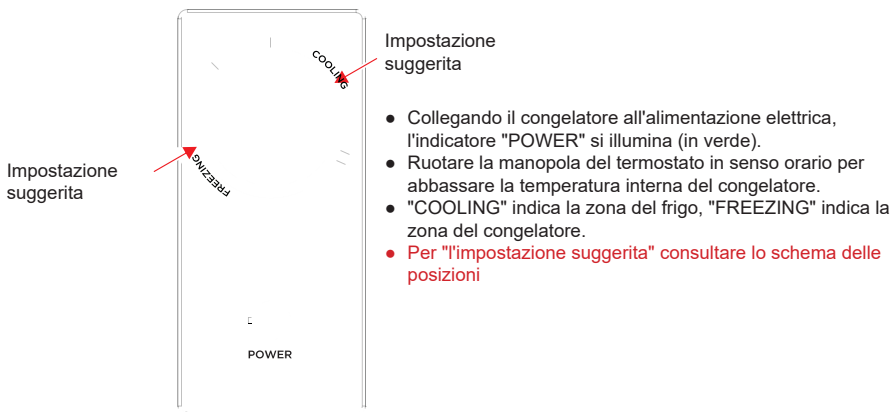 Impostazione
suggerita
COOLING
Impostazione
suggerita
FREEZING
POWER
● Collegando il congelatore all'alimentazione elettrica,
l'indicatore "POWER" si illumina (in verde).
● Ruotare la manopola del termostato in senso orario per
abbassare la temperatura interna del congelatore.
● "COOLING" indica la zona del frigo, "FREEZING" indica la
zona del congelatore.
● Per "l'impostazione suggerita" consultare lo schema delle
posizioni